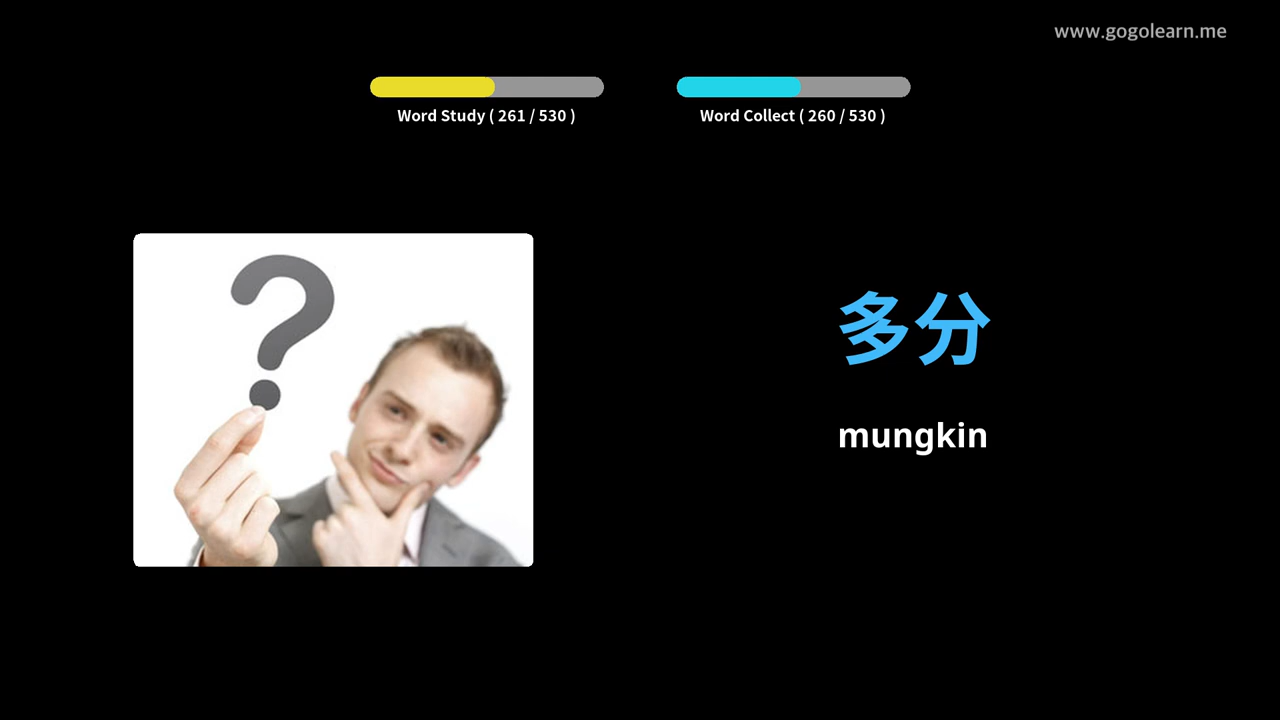 www.gogolearn.me
Word Study ( 261 / 530 )
Word Collect ( 260 / 530 )
?
多分
mungkin